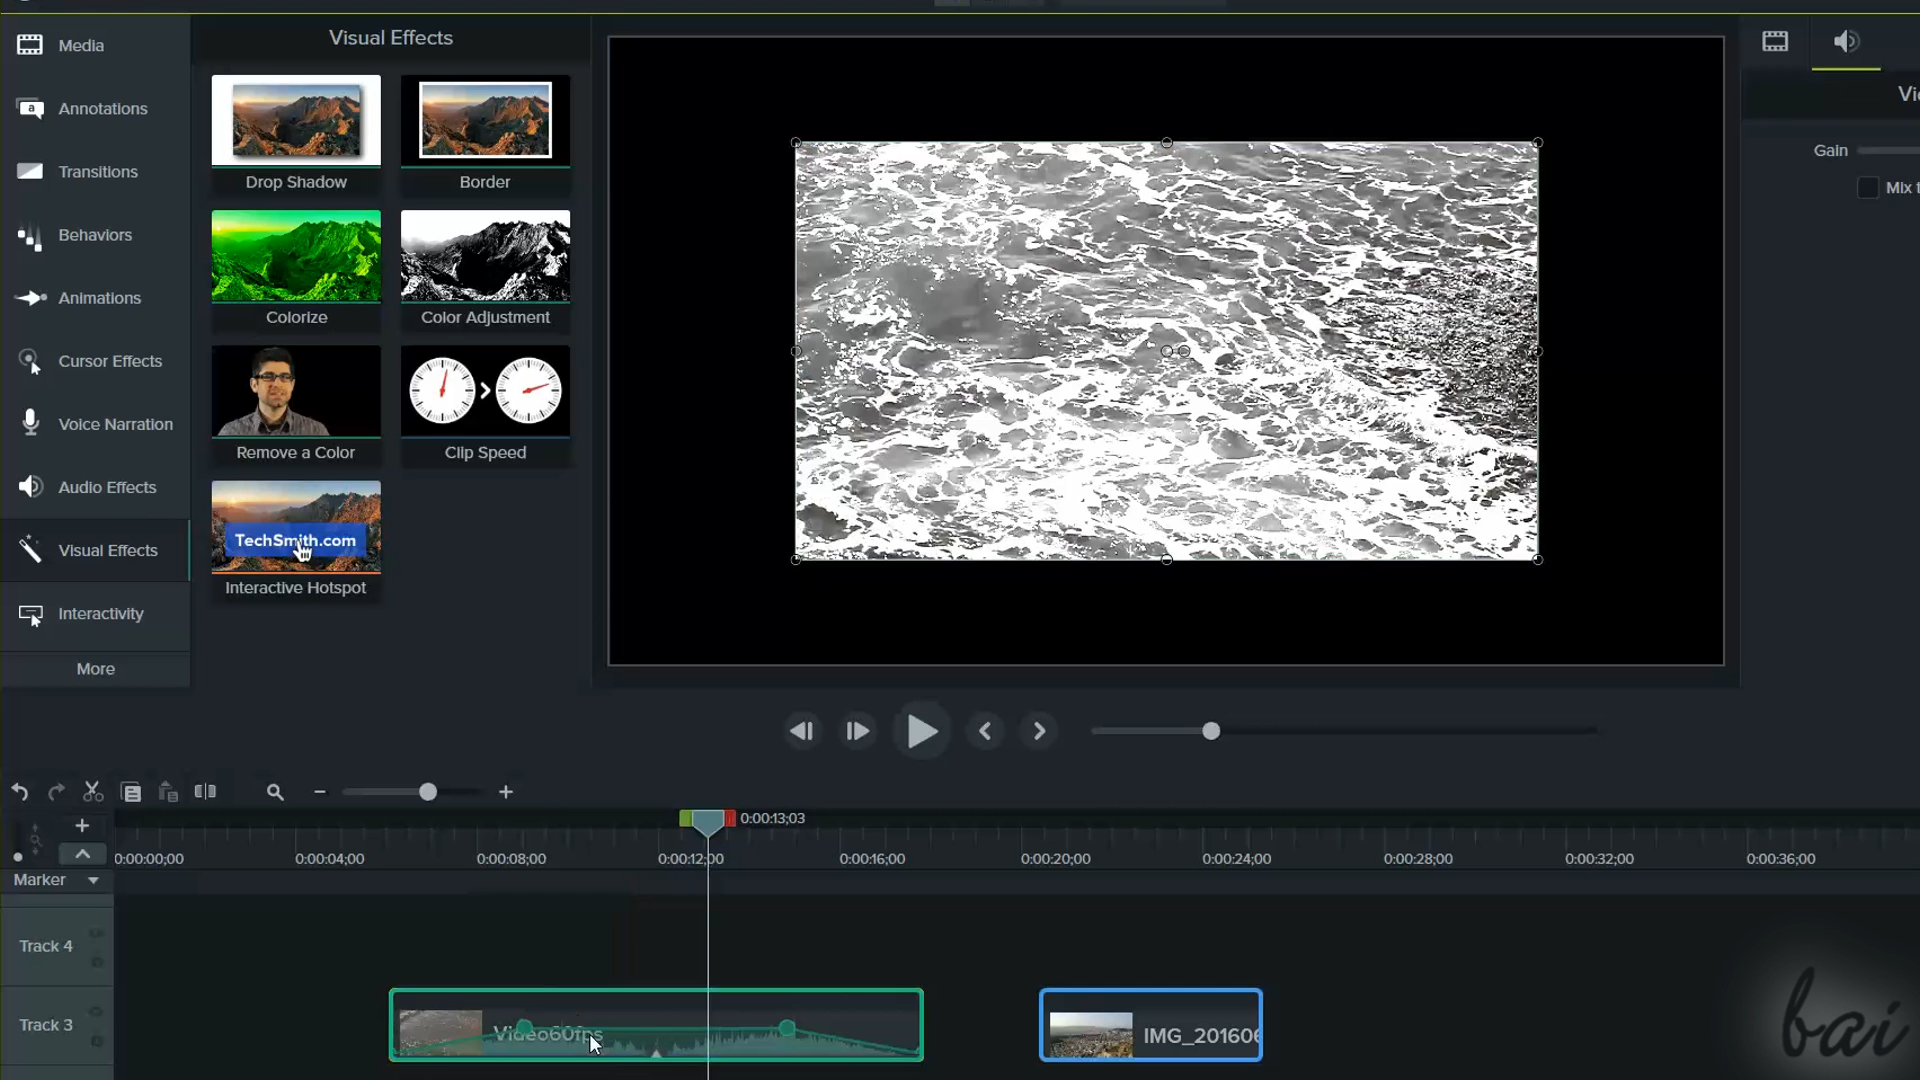 Media
Annotations
Transitions
Behaviors
Animations
Cursor Effects
Voice Narration
Audio Effects
Visual Effects
Interactivity
More
Visual Effects
Drop Shadow
Border
Colorize
Color Adjustment
Remove a Color
Clip Speed
TechSmith.com
Interactive Hotspot
Gain
Mix
0:00:13;03
0:00:00;00
0:00:04;00
0:00:08;00
0:00:12;00
0:00:16;00
0:00:20;00
0:00:24;00
0:00:28;00
0:00:32;00
0:00:36;00
Marker
Track 4
Track 3
Video60fps
IMG_20160
bai